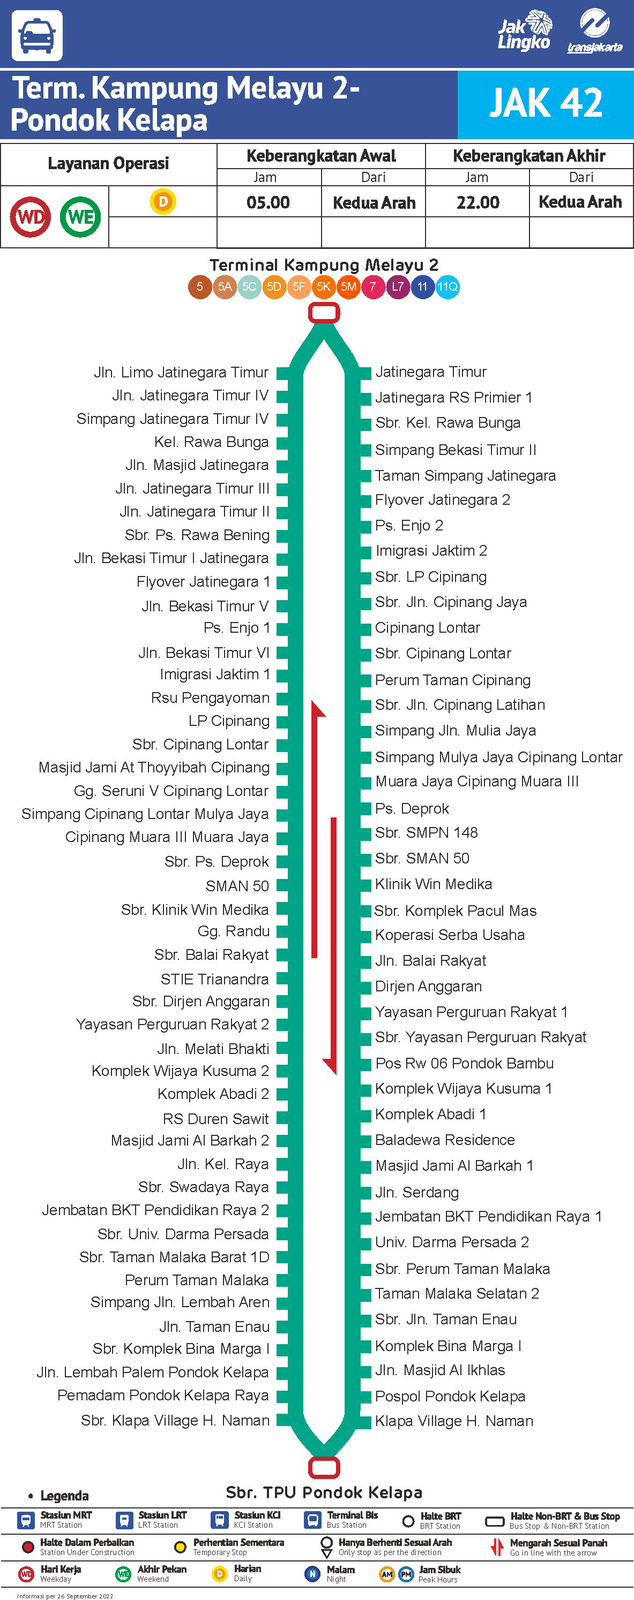 Jak
Lingko
transjakarta
Term. Kampung Melayu 2-
Pondok Kelapa
JAK 42
Layanan Operasi
Keberangkatan Awal
Keberangkatan Akhir
Jam
Dari
Jam
Dari
WD
WE
D
05.00
Kedua Arah
22.00
Kedua Arah
Terminal Kampung Melayu 2
5 5A 5C 5D 5F 5K 5M 7 L7 11 11Q
Jln. Limo Jatinegara Timur
Jln. Jatinegara Timur IV
Simpang Jatinegara Timur IV
Kel. Rawa Bunga
Jln. Masjid Jatinegara
Jln. Jatinegara Timur III
Jln. Jatinegara Timur II
Sbr. Ps. Rawa Bening
Jln. Bekasi Timur I Jatinegara
Flyover Jatinegara 1
Jln. Bekasi Timur V
Ps. Enjo 1
Jln. Bekasi Timur VI
Imigrasi Jaktim 1
Rsu Pengayoman
LP Cipinang
Sbr. Cipinang Lontar
Masjid Jami At Thoyyibah Cipinang
Gg. Seruni V Cipinang Lontar
Simpang Cipinang Lontar Mulya Jaya
Cipinang Muara III Muara Jaya
Sbr. Ps. Deprok
SMAN 50
Sbr. Klinik Win Medika
Gg. Randu
Sbr. Balai Rakyat
STIE Trianandra
Sbr. Dirjen Anggaran
Yayasan Perguruan Rakyat 2
Jln. Melati Bhakti
Komplek Wijaya Kusuma 2
Komplek Abadi 2
RS Duren Sawit
Masjid Jami Al Barkah 2
Jln. Kel. Raya
Sbr. Swadaya Raya
Jembatan BKT Pendidikan Raya 2
Sbr. Univ. Darma Persada
Sbr. Taman Malaka Barat 1D
Perum Taman Malaka
Simpang Jln. Lembah Aren
Jln. Taman Enau
Sbr. Komplek Bina Marga I
Jln. Lembah Palem Pondok Kelapa
Pemadam Pondok Kelapa Raya
Sbr. Klapa Village H. Naman
Jatinegara Timur
Jatinegara RS Primier 1
Sbr. Kel. Rawa Bunga
Simpang Bekasi Timur II
Taman Simpang Jatinegara
Flyover Jatinegara 2
Ps. Enjo 2
Imigrasi Jaktim 2
Sbr. LP Cipinang
Sbr. Jln. Cipinang Jaya
Cipinang Lontar
Sbr. Cipinang Lontar
Perum Taman Cipinang
Sbr. Jln. Cipinang Latihan
Simpang Jln. Mulia Jaya
Simpang Mulya Jaya Cipinang Lontar
Muara Jaya Cipinang Muara III
Ps. Deprok
Sbr. SMPN 148
Sbr. SMAN 50
Klinik Win Medika
Sbr. Komplek Pacul Mas
Koperasi Serba Usaha
Jln. Balai Rakyat
Dirjen Anggaran
Yayasan Perguruan Rakyat 1
Sbr. Yayasan Perguruan Rakyat
Pos Rw 06 Pondok Bambu
Komplek Wijaya Kusuma 1
Komplek Abadi 1
Baladewa Residence
Masjid Jami Al Barkah 1
Jln. Serdang
Jembatan BKT Pendidikan Raya 1
Univ. Darma Persada 2
Sbr. Perum Taman Malaka
Taman Malaka Selatan 2
Sbr. Jln. Taman Enau
Komplek Bina Marga I
Jln. Masjid Al Ikhlas
Pospol Pondok Kelapa
Klapa Village H. Naman
Sbr. TPU Pondok Kelapa
• Legenda
Stasiun MRT
MRT Station
Stasiun LRT
LRT Station
Stasiun KCI
KCI Station
Terminal Bis
Bus Station
Halte BRT
BRT Station
Halte Non-BRT & Bus Stop
Bus Stop & Non-BRT Station
Halte Dalam Perbaikan
Station Under Construction
Perhentian Sementara
Temporary Stop
Hanya Berhenti Sesuai Arah
Only stop as per the direction
Mengarah Sesuai Panah
Go in line with the arrow
WD
Hari Kerja
Weekday
WE
Akhir Pekan
Weekend
D
Harian
Daily
N
Malam
Night
AM PM
Jam Sibuk
Peak Hours
Informasi per 26 September 2022